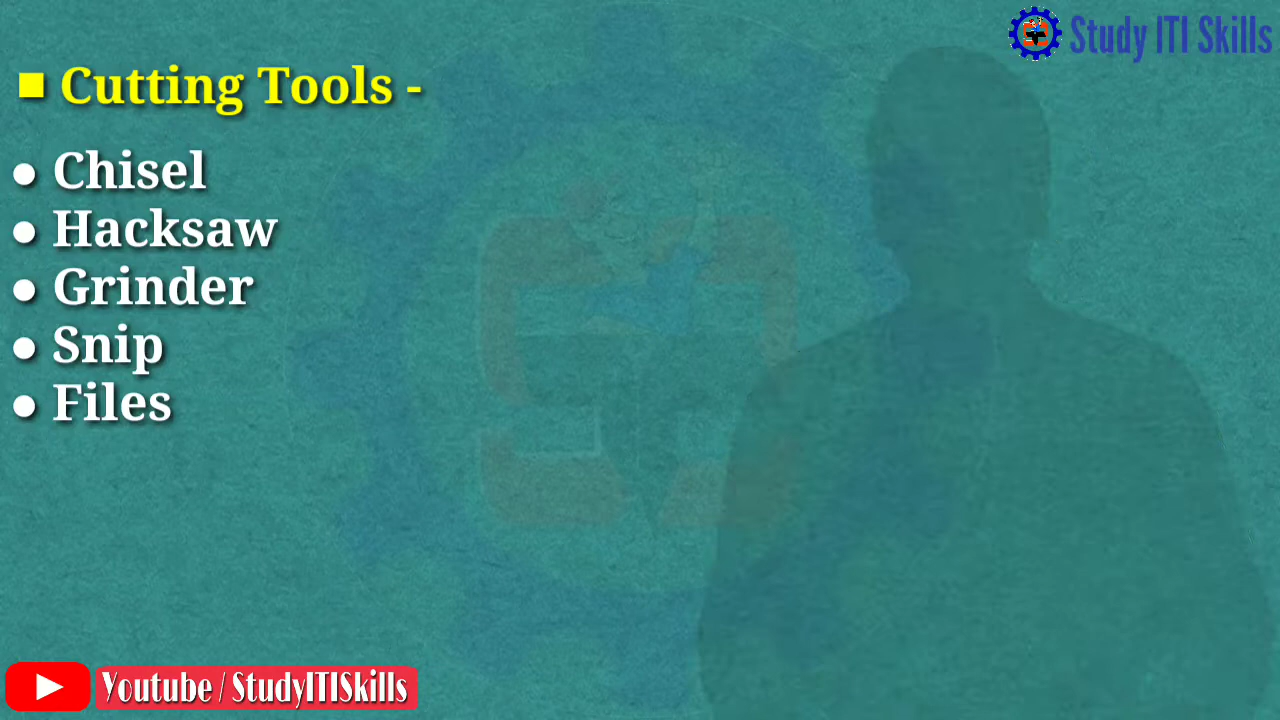 Study ITI Skills
■ Cutting Tools -
● Chisel
● Hacksaw
● Grinder
● Snip
● Files
Youtube / StudyITISkills